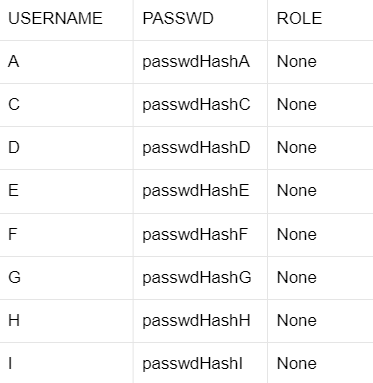 USERNAME PASSWD ROLE
A passwdHashA None
C passwdHashC None
D passwdHashD None
E passwdHashE None
F passwdHashF None
G passwdHashG None
H passwdHashH None
I passwdHashI None